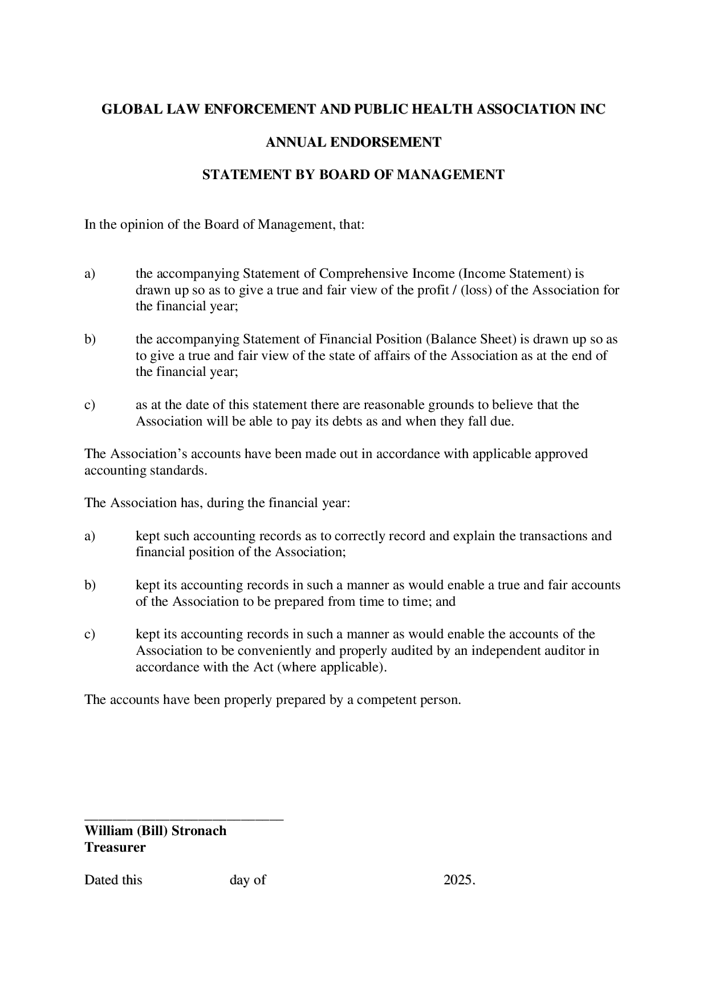 GLOBAL LAW ENFORCEMENT AND PUBLIC HEALTH ASSOCIATION INC
ANNUAL ENDORSEMENT
STATEMENT BY BOARD OF MANAGEMENT
In the opinion of the Board of Management, that:
a) the accompanying Statement of Comprehensive Income (Income Statement) is
drawn up so as to give a true and fair view of the profit / (loss) of the Association for
the financial year;
b) the accompanying Statement of Financial Position (Balance Sheet) is drawn up so as
to give a true and fair view of the state of affairs of the Association as at the end of
the financial year;
c) as at the date of this statement there are reasonable grounds to believe that the
Association will be able to pay its debts as and when they fall due.
The Association’s accounts have been made out in accordance with applicable approved
accounting standards.
The Association has, during the financial year:
a) kept such accounting records as to correctly record and explain the transactions and
financial position of the Association;
b) kept its accounting records in such a manner as would enable a true and fair accounts
of the Association to be prepared from time to time; and
c) kept its accounting records in such a manner as would enable the accounts of the
Association to be conveniently and properly audited by an independent auditor in
accordance with the Act (where applicable).
The accounts have been properly prepared by a competent person.
____________________________
William (Bill) Stronach
Treasurer
Dated this day of 2025.